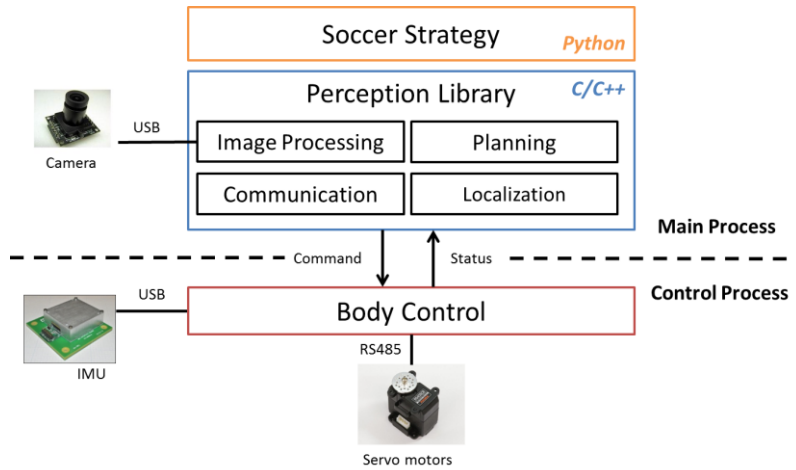 Soccer Strategy
Python
Perception Library
C/C++
USB
Camera
Image Processing
Planning
Communication
Localization
Main Process
Command
Status
Control Process
USB
IMU
Body Control
RS485
Servo motors